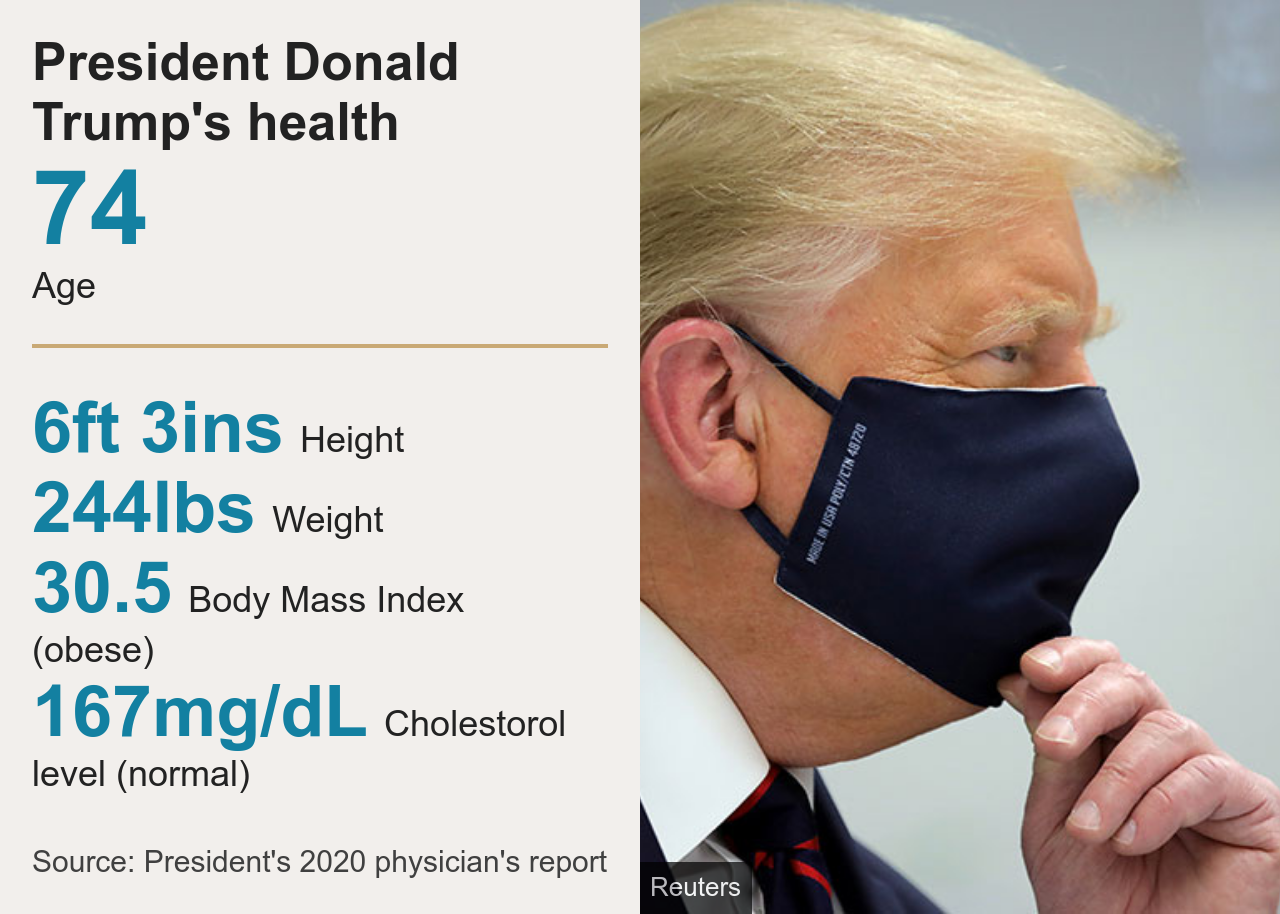 President Donald
Trump's health
74
Age
6ft 3ins Height
244lbs Weight
30.5 Body Mass Index
(obese)
167mg/dL Cholestorol
level (normal)
Source: President's 2020 physician's report
MADE IN USA POLY/CTN 48720
Reuters